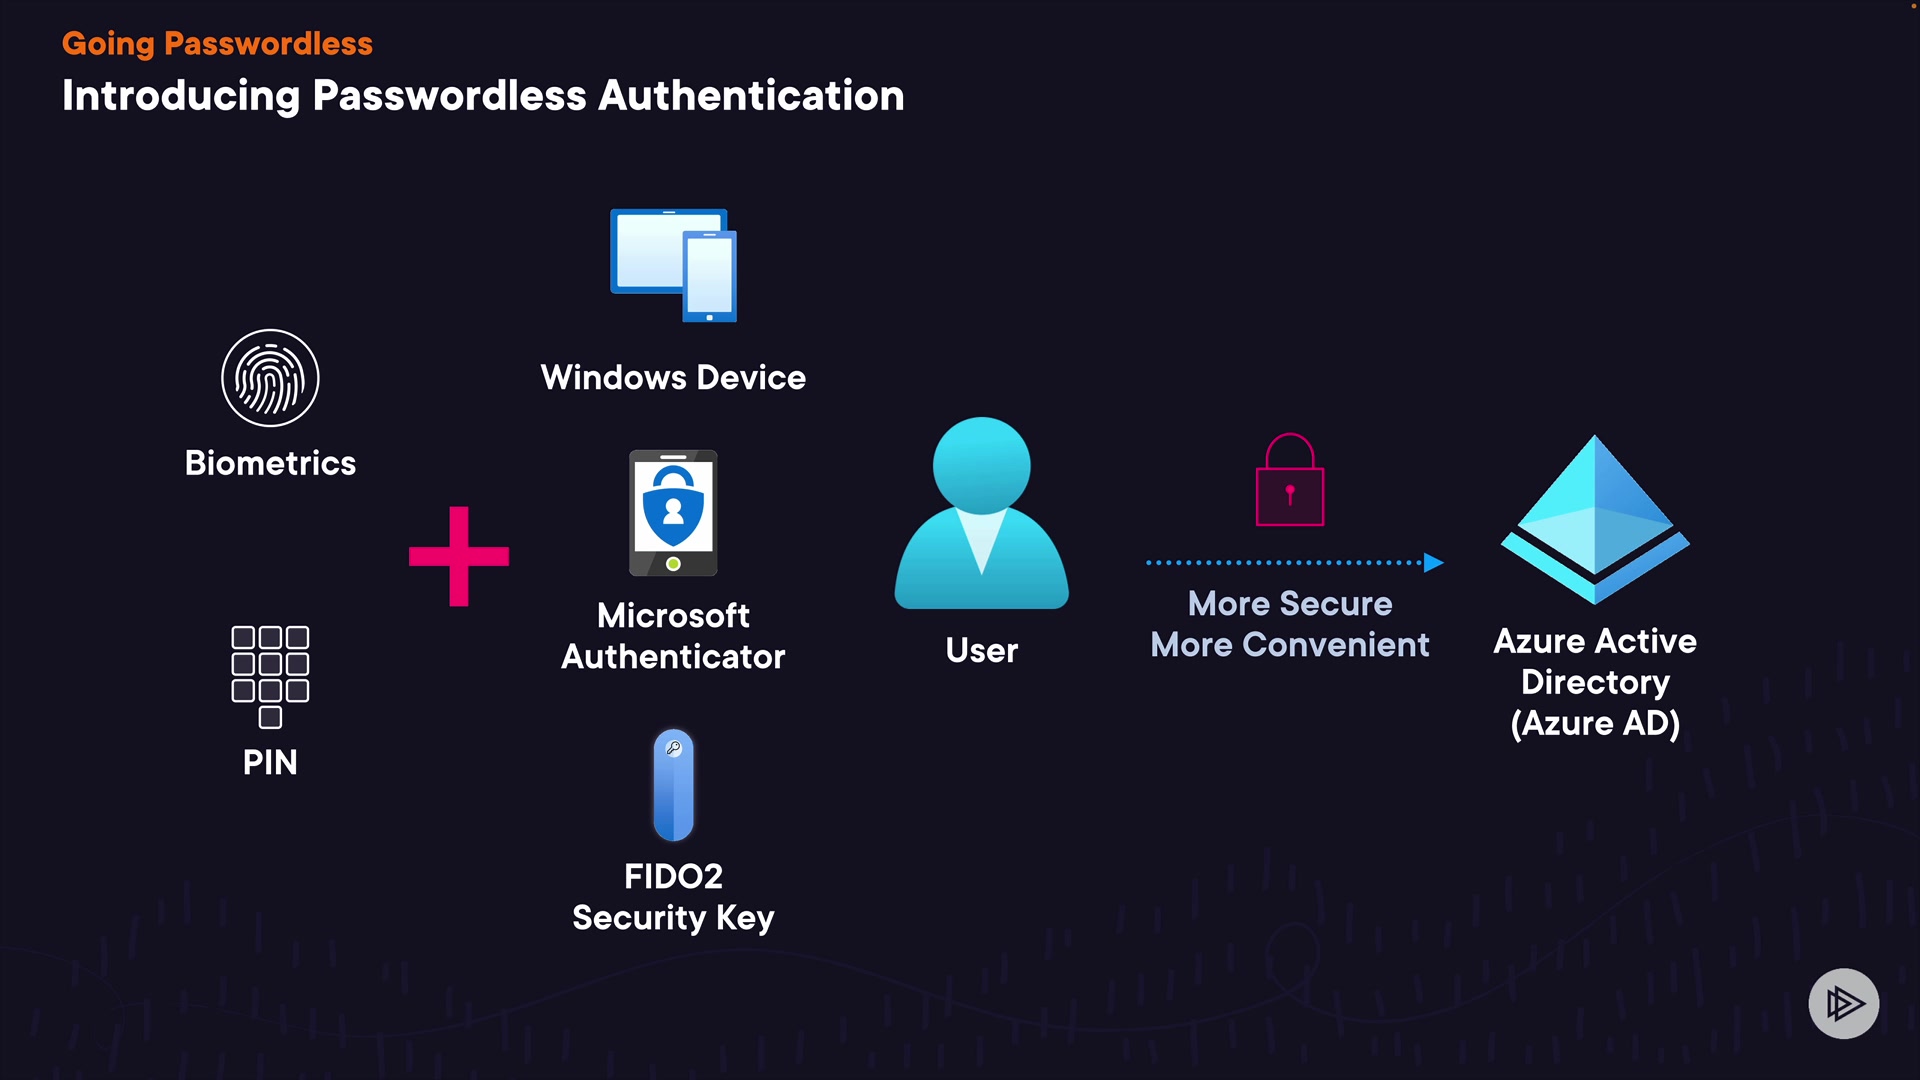 Going Passwordless
Introducing Passwordless Authentication
Biometrics
PIN
Windows Device
Microsoft
Authenticator
FIDO2
Security Key
User
More Secure
More Convenient
Azure Active
Directory
(Azure AD)